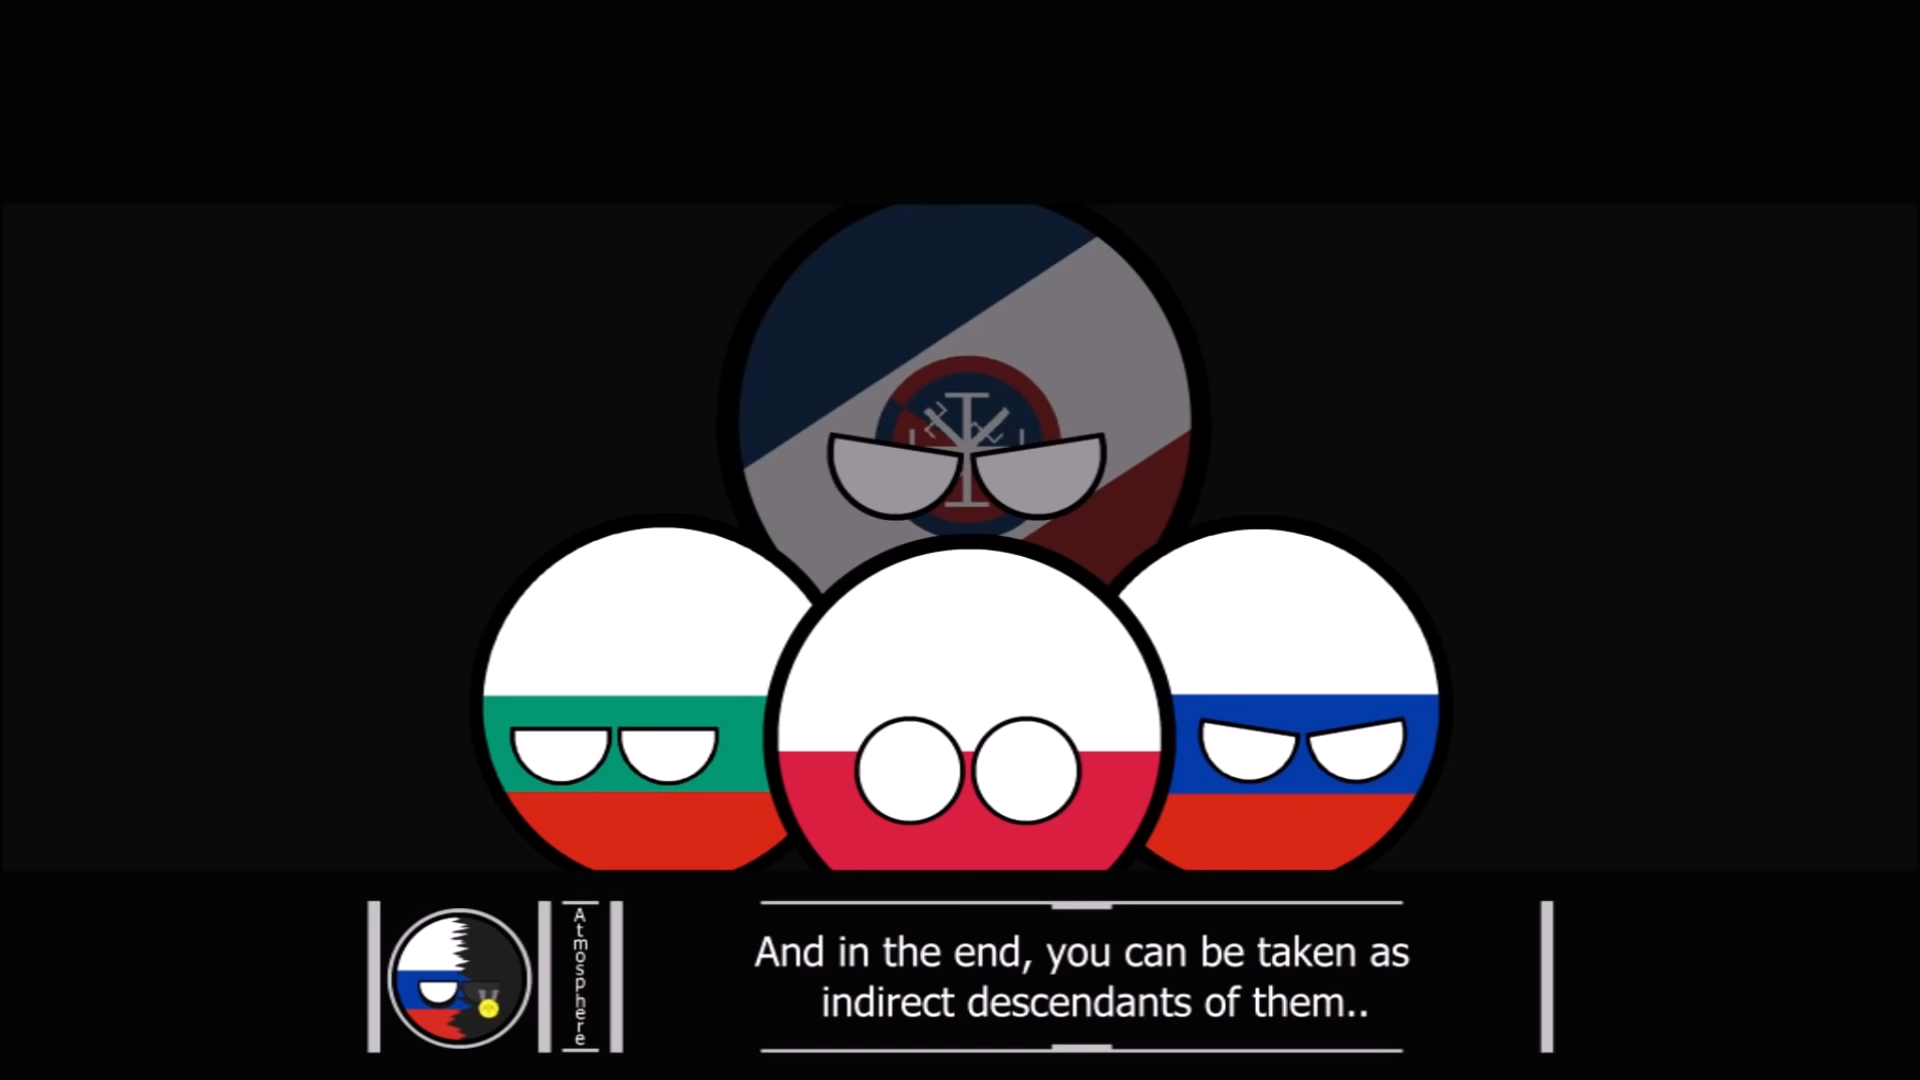 Atmosphere
And in the end, you can be taken as
indirect descendants of them..